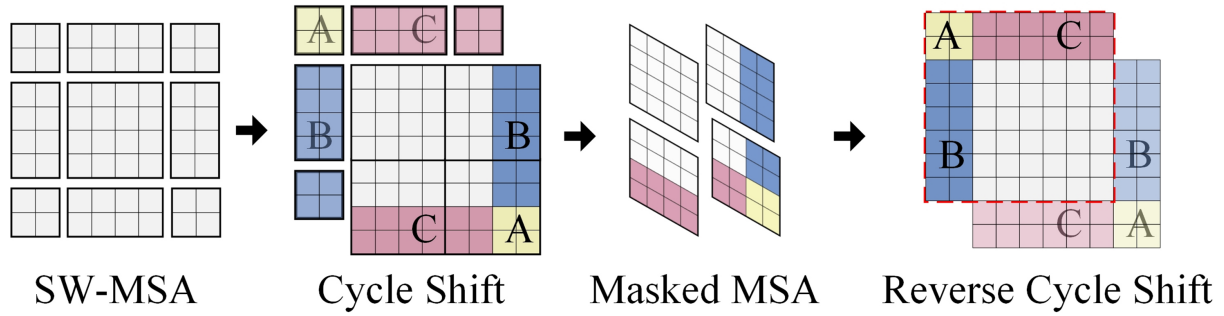 A C
B B
C A
A C
B B
C A
SW-MSA
Cycle Shift
Masked MSA
Reverse Cycle Shift